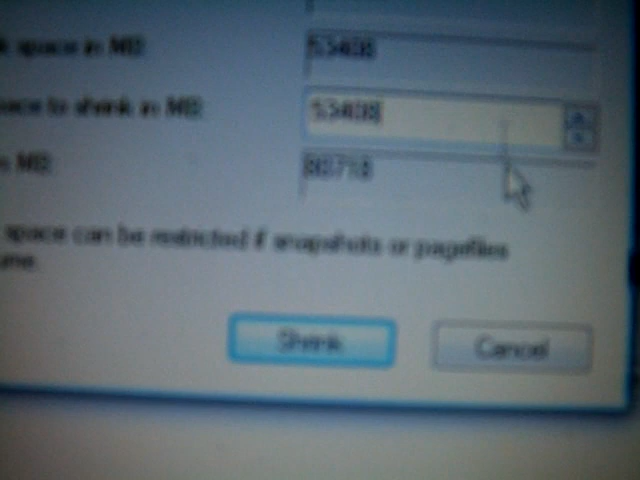 space in MB:
53408
space to shrink in MB:
53408
MB:
80718
space can be restricted if snapshots or pagefiles
ume.
Shrink
Cancel